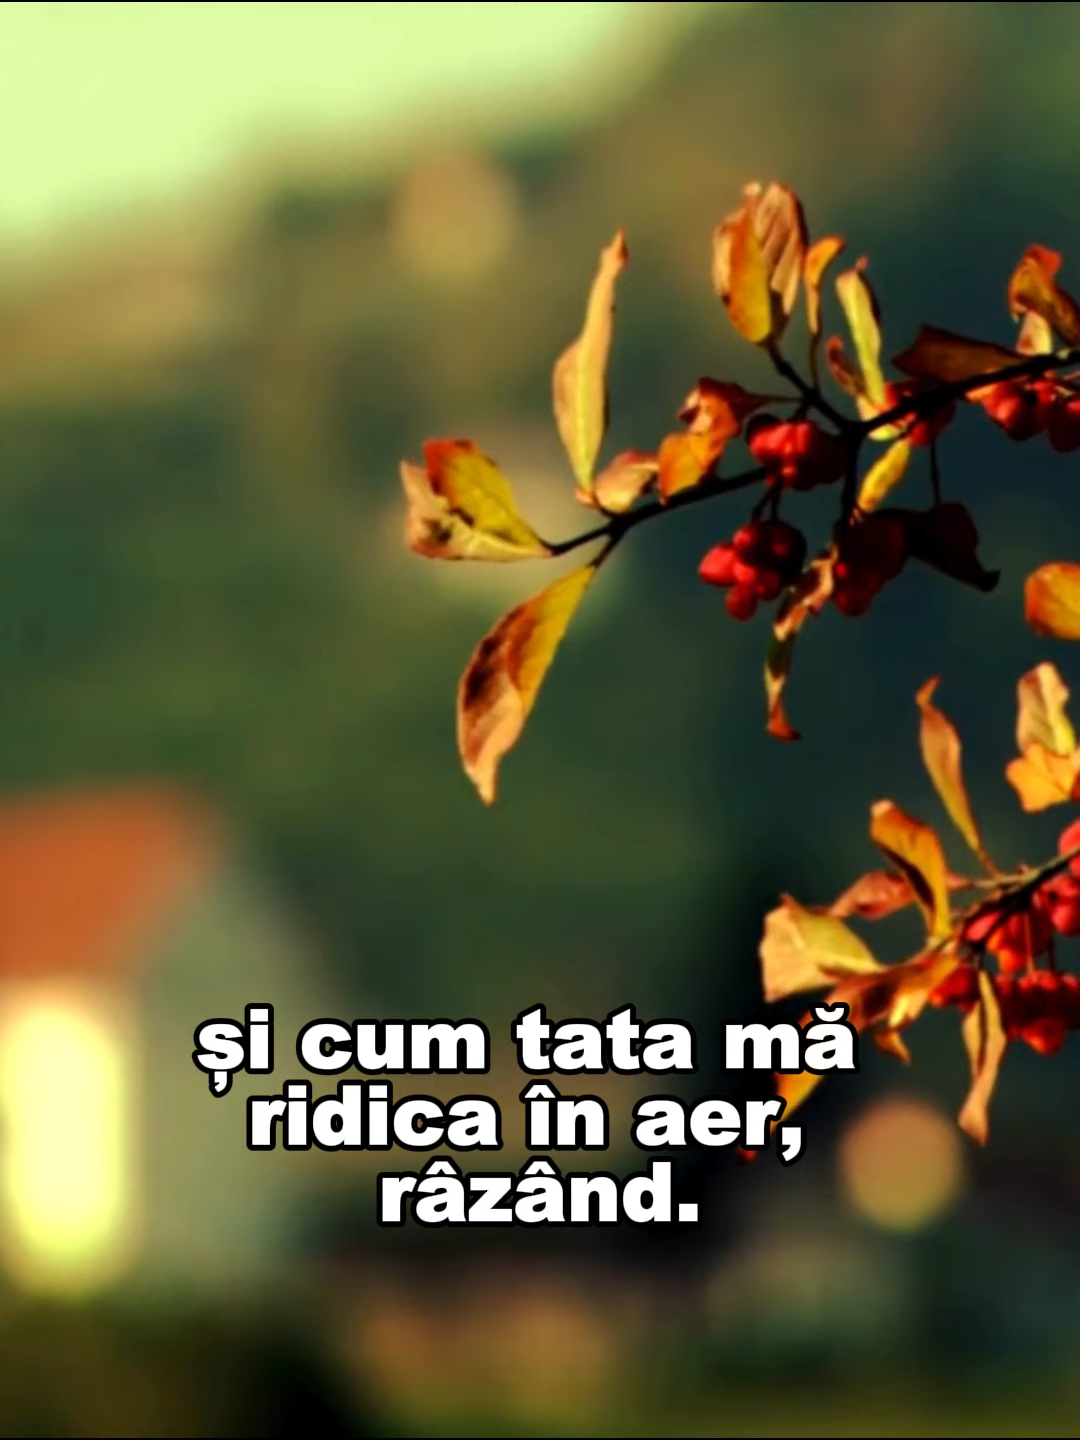 și cum tata mă
ridica în aer,
râzând.